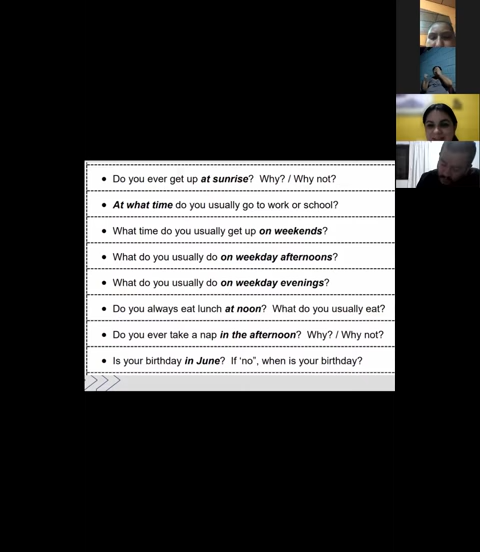 • Do you ever get up at sunrise? Why? / Why not?
• At what time do you usually go to work or school?
• What time do you usually get up on weekends?
• What do you usually do on weekday afternoons?
• What do you usually do on weekday evenings?
• Do you always eat lunch at noon? What do you usually eat?
• Do you ever take a nap in the afternoon? Why? / Why not?
• Is your birthday in June? If ‘no”, when is your birthday?